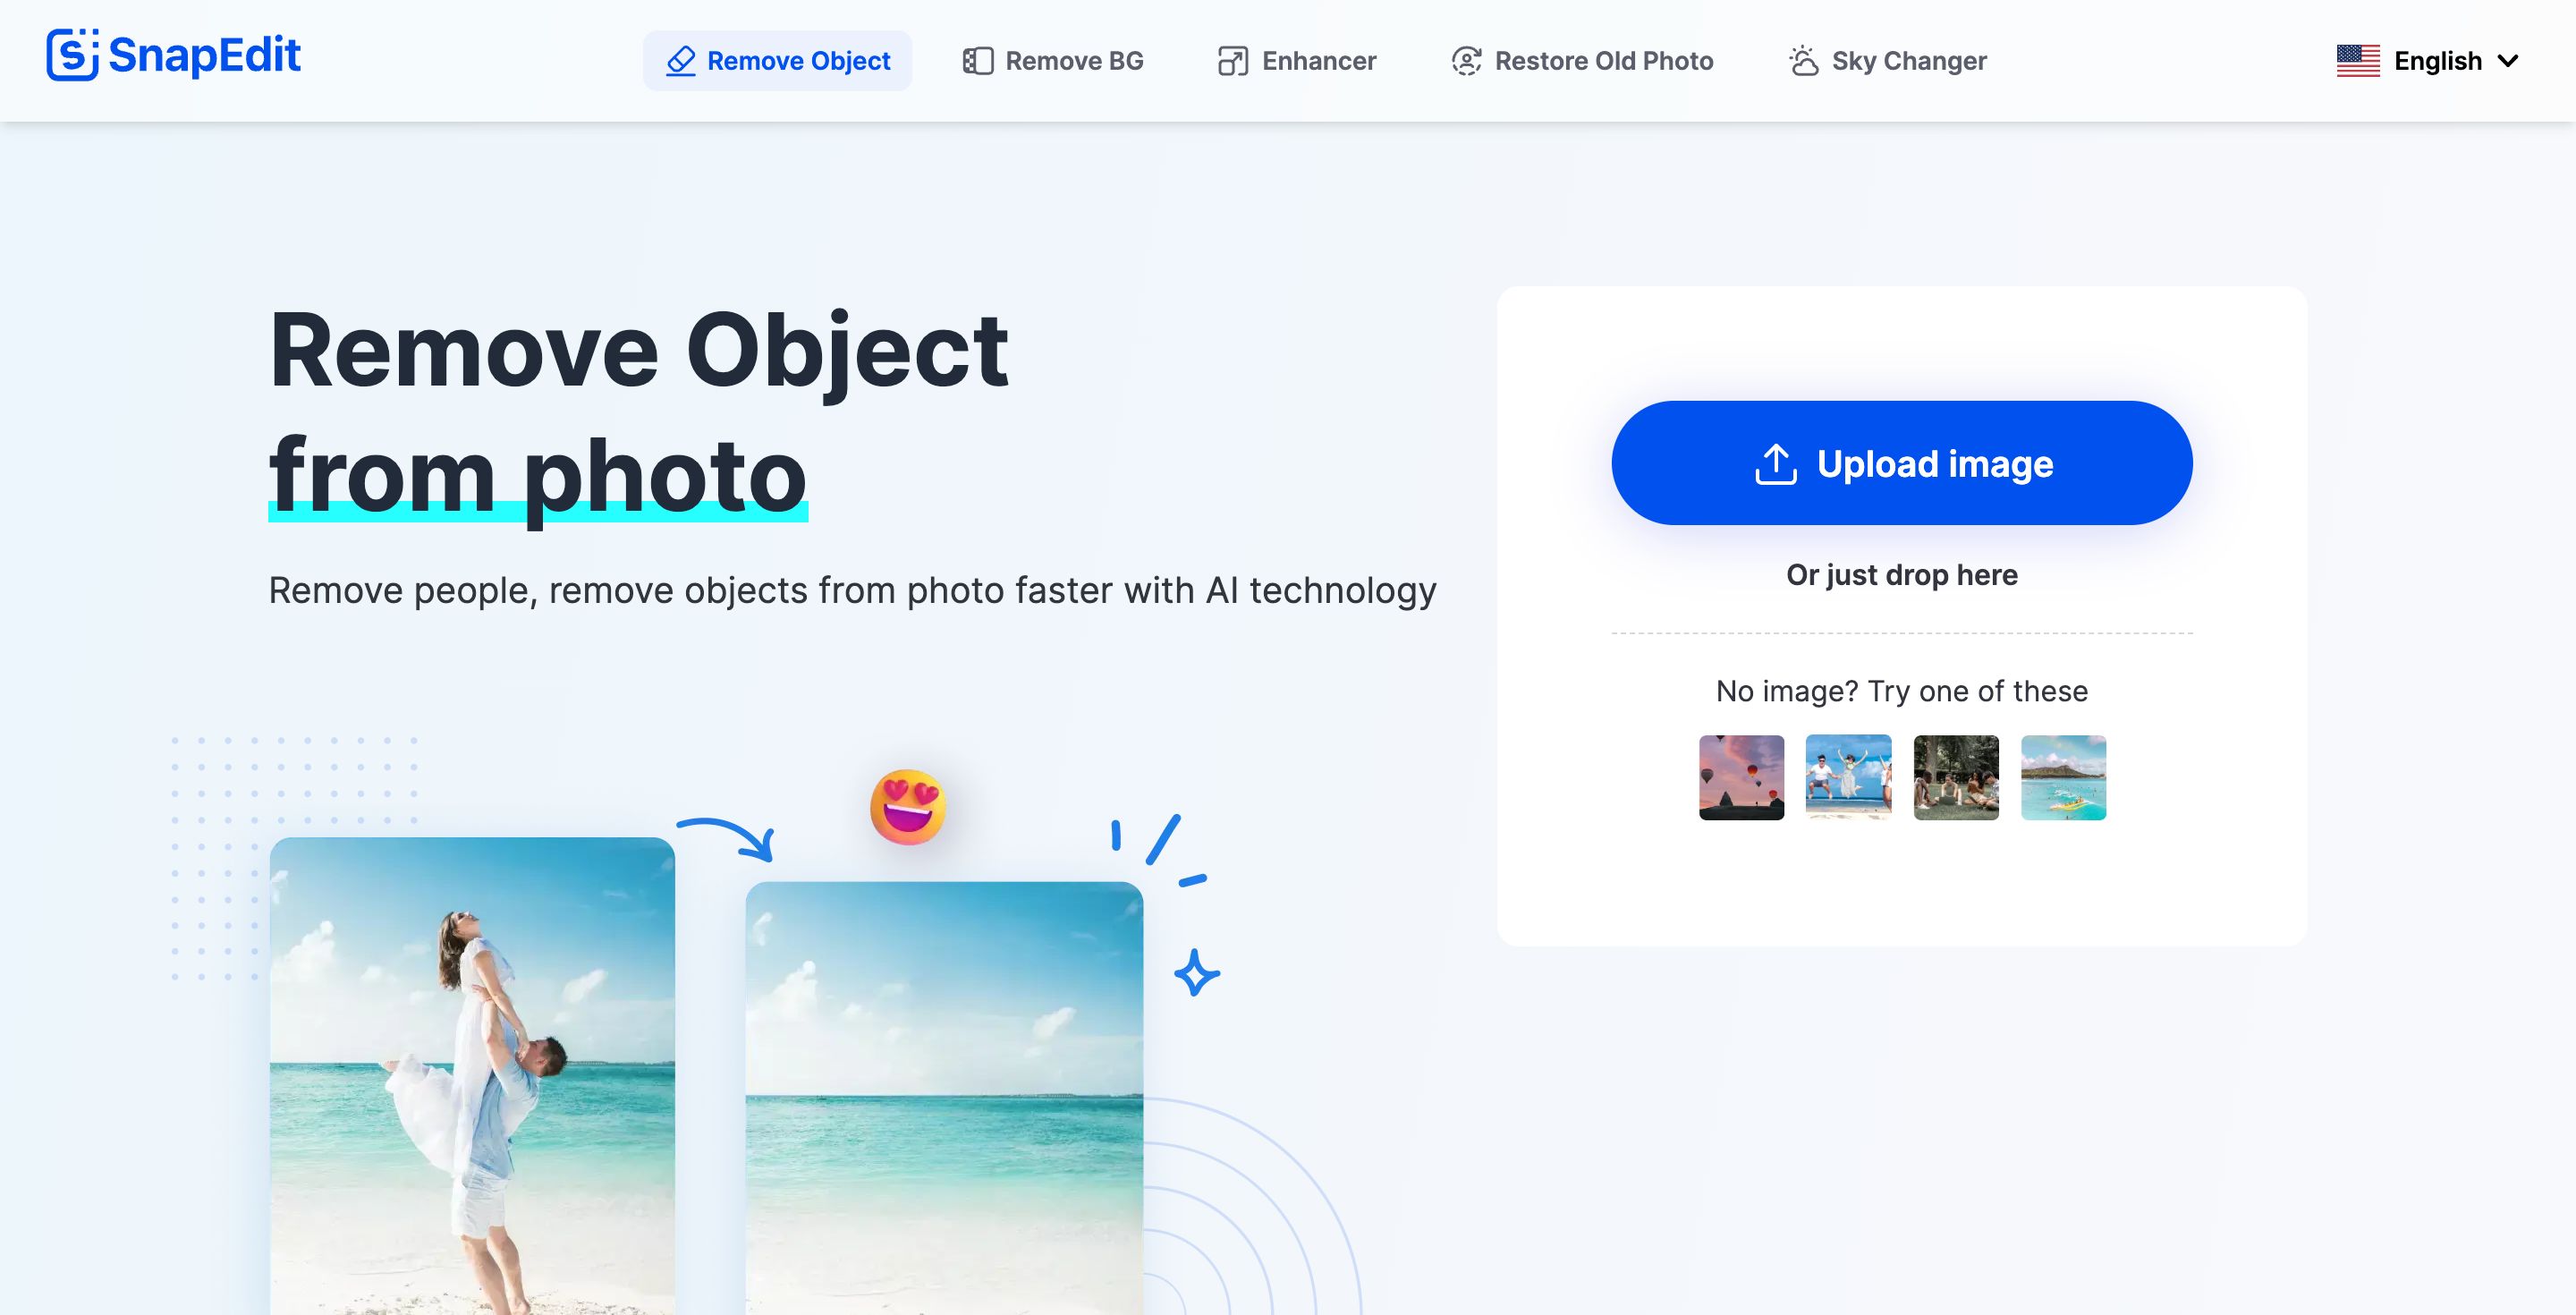 SnapEdit
Remove Object
Remove BG
Enhancer
Restore Old Photo
Sky Changer
English
Remove Object
from photo
Remove people, remove objects from photo faster with AI technology
Upload image
Or just drop here
No image? Try one of these